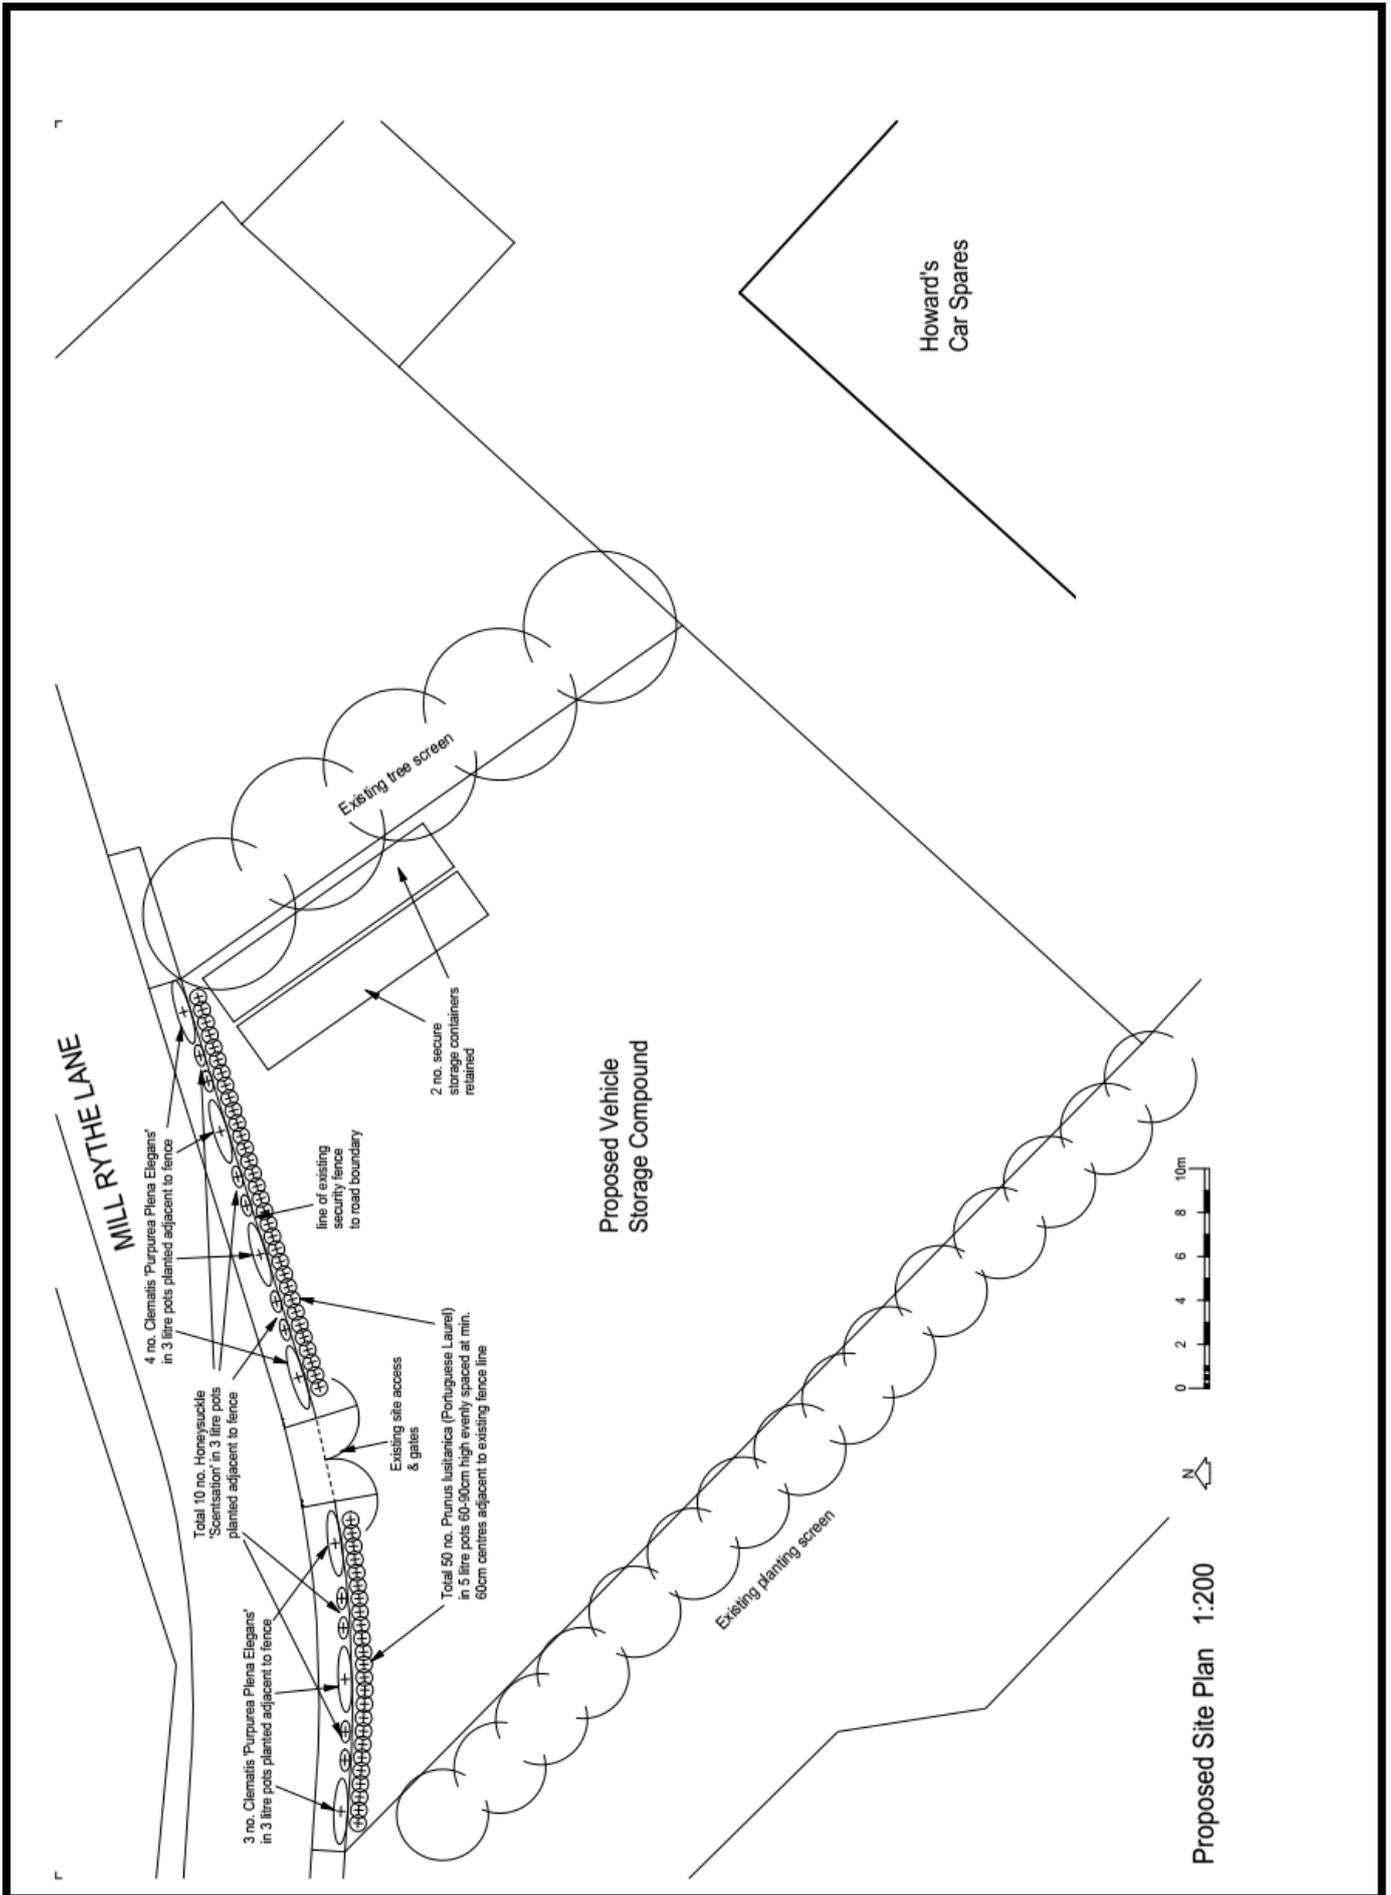 MILL RYTHE LANE
3 no. Clematis 'Purpurea Plena Elegans'
in 3 litre pots planted adjacent to fence
Total 10 no. Honeysuckle
'Scentsation' in 3 litre pots
planted adjacent to fence
4 no. Clematis 'Purpurea Plena Elegans'
in 3 litre pots planted adjacent to fence
line of existing
security fence
to road boundary
Existing site access
& gates
Total 50 no. Prunus lusitanica (Portuguese Laurel)
in 5 litre pots 60-90cm high evenly spaced at min.
60cm centres adjacent to existing fence line
2 no. secure
storage containers
retained
Existing tree screen
Proposed Vehicle
Storage Compound
Howard's
Car Spares
Existing planting screen
Proposed Site Plan 1:200
N
0 2 4 6 8 10m